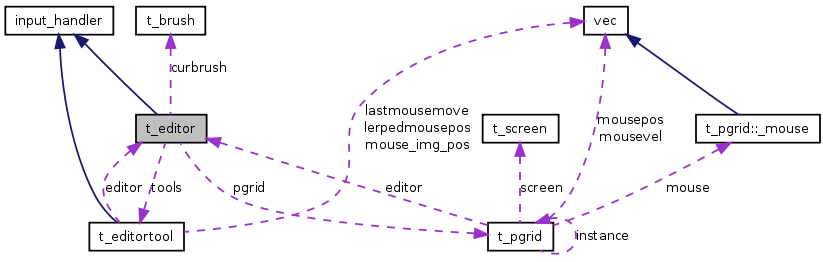 input_handler
t_brush
vec
curbrush
lastmousemove
lerpedmousepos
mouse_img_pos
t_editor
t_screen
mousepos
mousevel
t_pgrid::_mouse
editor
tools
pgrid
editor
screen
mouse
t_editortool
t_pgrid
instance